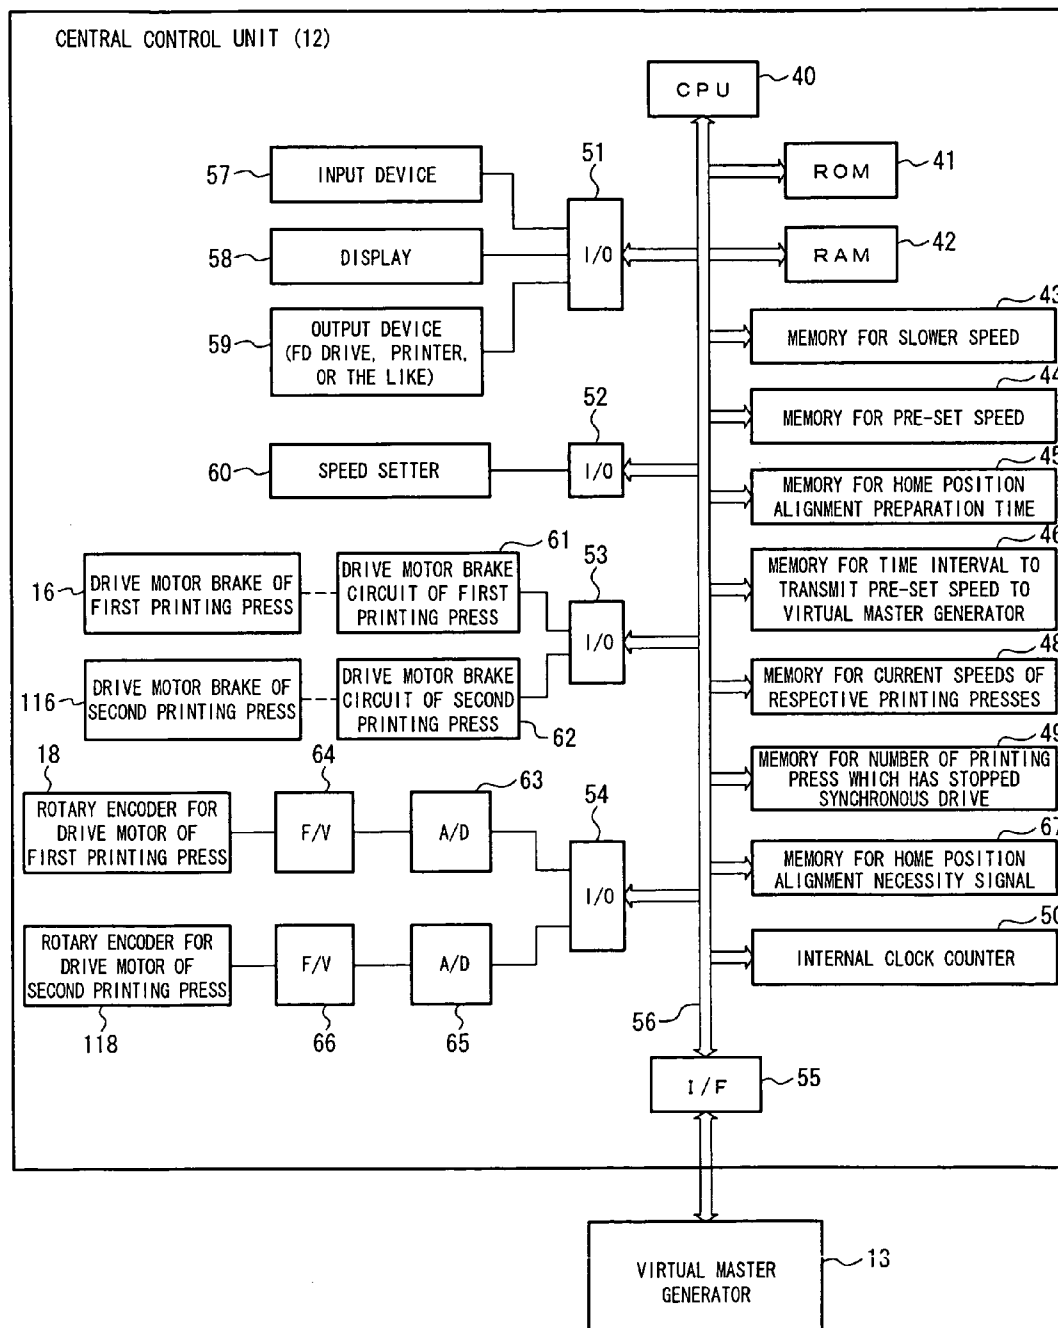 CENTRAL CONTROL UNIT (12)
CPU
40
57
INPUT DEVICE
51
ROM
41
58
DISPLAY
I/O
RAM
42
59
OUTPUT DEVICE
(FD DRIVE, PRINTER,
OR THE LIKE)
43
MEMORY FOR SLOWER SPEED
44
MEMORY FOR PRE-SET SPEED
52
60
SPEED SETTER
I/O
45
MEMORY FOR HOME POSITION
ALIGNMENT PREPARATION TIME
46
MEMORY FOR TIME INTERVAL TO
TRANSMIT PRE-SET SPEED TO
VIRTUAL MASTER GENERATOR
61
53
16
DRIVE MOTOR BRAKE OF
FIRST PRINTING PRESS
DRIVE MOTOR BRAKE
CIRCUIT OF FIRST
PRINTING PRESS
I/O
116
DRIVE MOTOR BRAKE OF
SECOND PRINTING PRESS
DRIVE MOTOR BRAKE
CIRCUIT OF SECOND
PRINTING PRESS
62
48
MEMORY FOR CURRENT SPEEDS OF
RESPECTIVE PRINTING PRESSES
49
MEMORY FOR NUMBER OF PRINTING
PRESS WHICH HAS STOPPED
SYNCHRONOUS DRIVE
18
64
63
54
ROTARY ENCODER FOR
DRIVE MOTOR OF
FIRST PRINTING PRESS
F/V
A/D
I/O
67
MEMORY FOR HOME POSITION
ALIGNMENT NECESSITY SIGNAL
50
INTERNAL CLOCK COUNTER
ROTARY ENCODER FOR
DRIVE MOTOR OF
SECOND PRINTING PRESS
F/V
A/D
118
66
65
56
I/F
55
VIRTUAL MASTER
GENERATOR
13